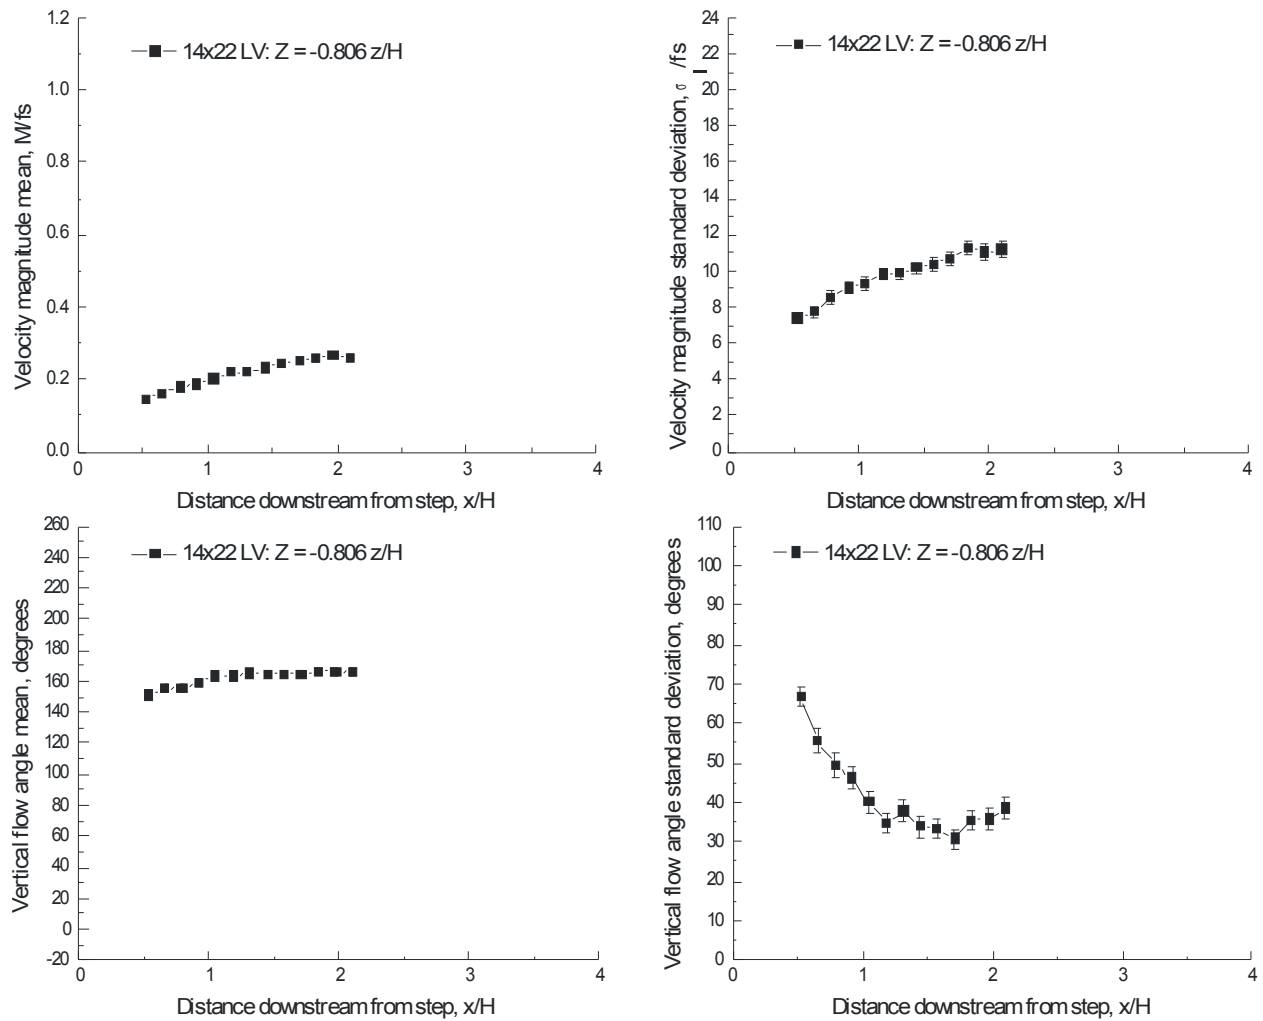 1.2
1.0
0.8
0.6
0.4
0.2
0.0
0 1 2 3 4
Velocity magnitude mean, M/fs
14x22 LV: Z = -0.806 z/H
Distance downstream from step, x/H
24
22
20
18
16
14
12
10
8
6
4
2
0
0 1 2 3 4
Velocity magnitude standard deviation, σ /fs
14x22 LV: Z = -0.806 z/H
Distance downstream from step, x/H
260
240
220
200
180
160
140
120
100
80
60
40
20
0
-20
0 1 2 3 4
Vertical flow angle mean, degrees
14x22 LV: Z = -0.806 z/H
Distance downstream from step, x/H
110
100
90
80
70
60
50
40
30
20
10
0
0 1 2 3 4
Vertical flow angle standard deviation, degrees
14x22 LV: Z = -0.806 z/H
Distance downstream from step, x/H